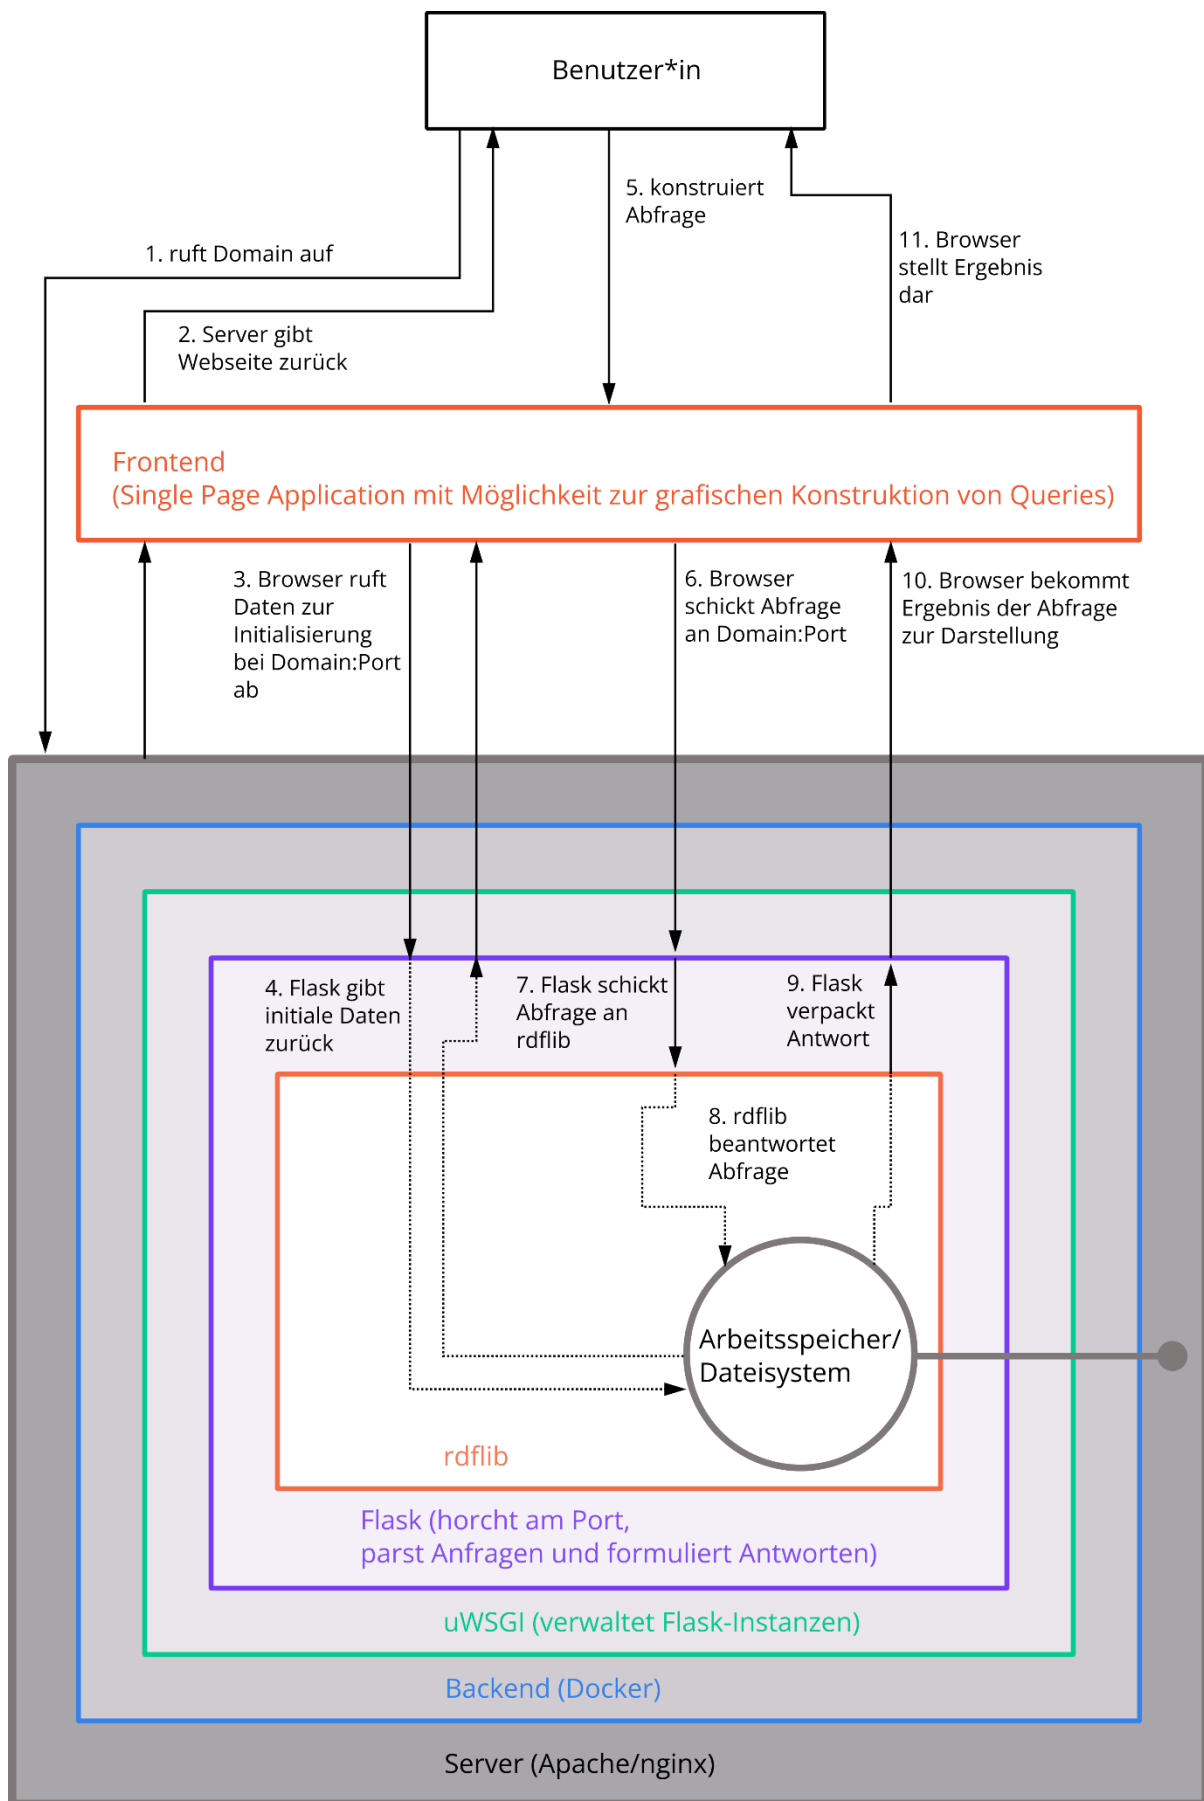 Benutzer*in
5. konstruiert
Abfrage
1. ruft Domain auf
11. Browser
stellt Ergebnis
dar
2. Server gibt
Webseite zurück
Frontend
(Single Page Application mit Möglichkeit zur grafischen Konstruktion von Queries)
3. Browser ruft
Daten zur
Initialisierung
bei Domain:Port
ab
6. Browser
schickt Abfrage
an Domain:Port
10. Browser bekommt
Ergebnis der Abfrage
zur Darstellung
4. Flask gibt
initiale Daten
zurück
7. Flask schickt
Abfrage an
rdflib
9. Flask
verpackt
Antwort
8. rdflib
beantwortet
Abfrage
Arbeitsspeicher/
Dateisystem
rdflib
Flask (horcht am Port,
parst Anfragen und formuliert Antworten)
uWSGI (verwaltet Flask-Instanzen)
Backend (Docker)
Server (Apache/nginx)